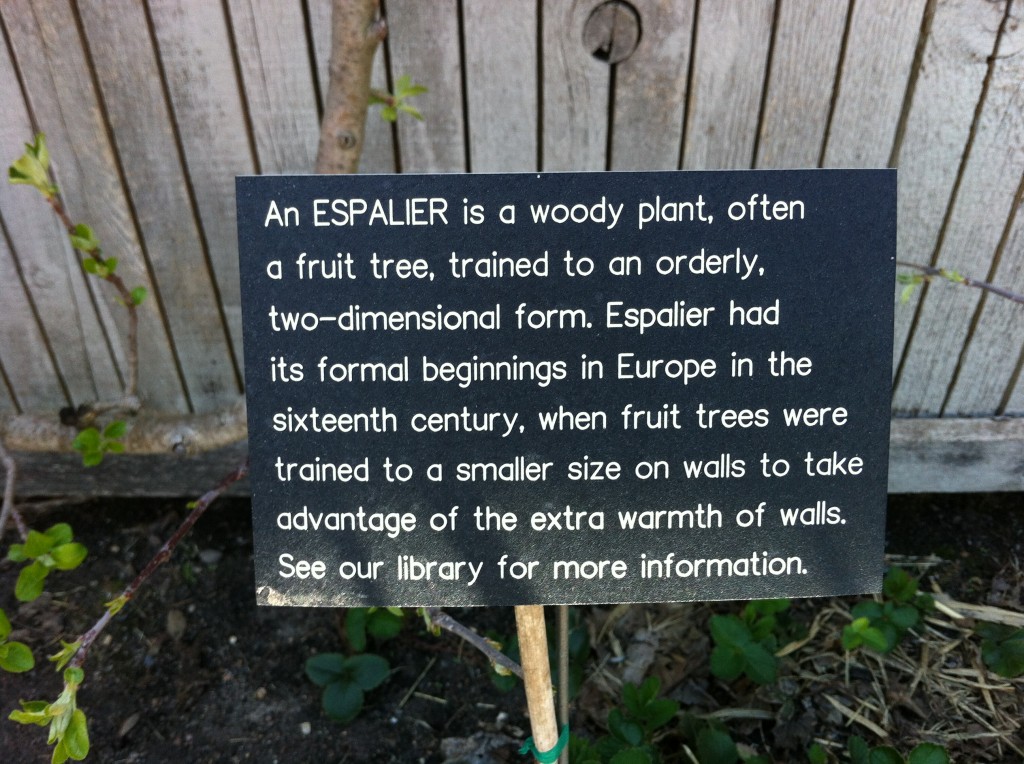 An ESPALIER is a woody plant, often
a fruit tree, trained to an orderly,
two-dimensional form. Espalier had
its formal beginnings in Europe in the
sixteenth century, when fruit trees were
trained to a smaller size on walls to take
advantage of the extra warmth of walls.
See our library for more information.